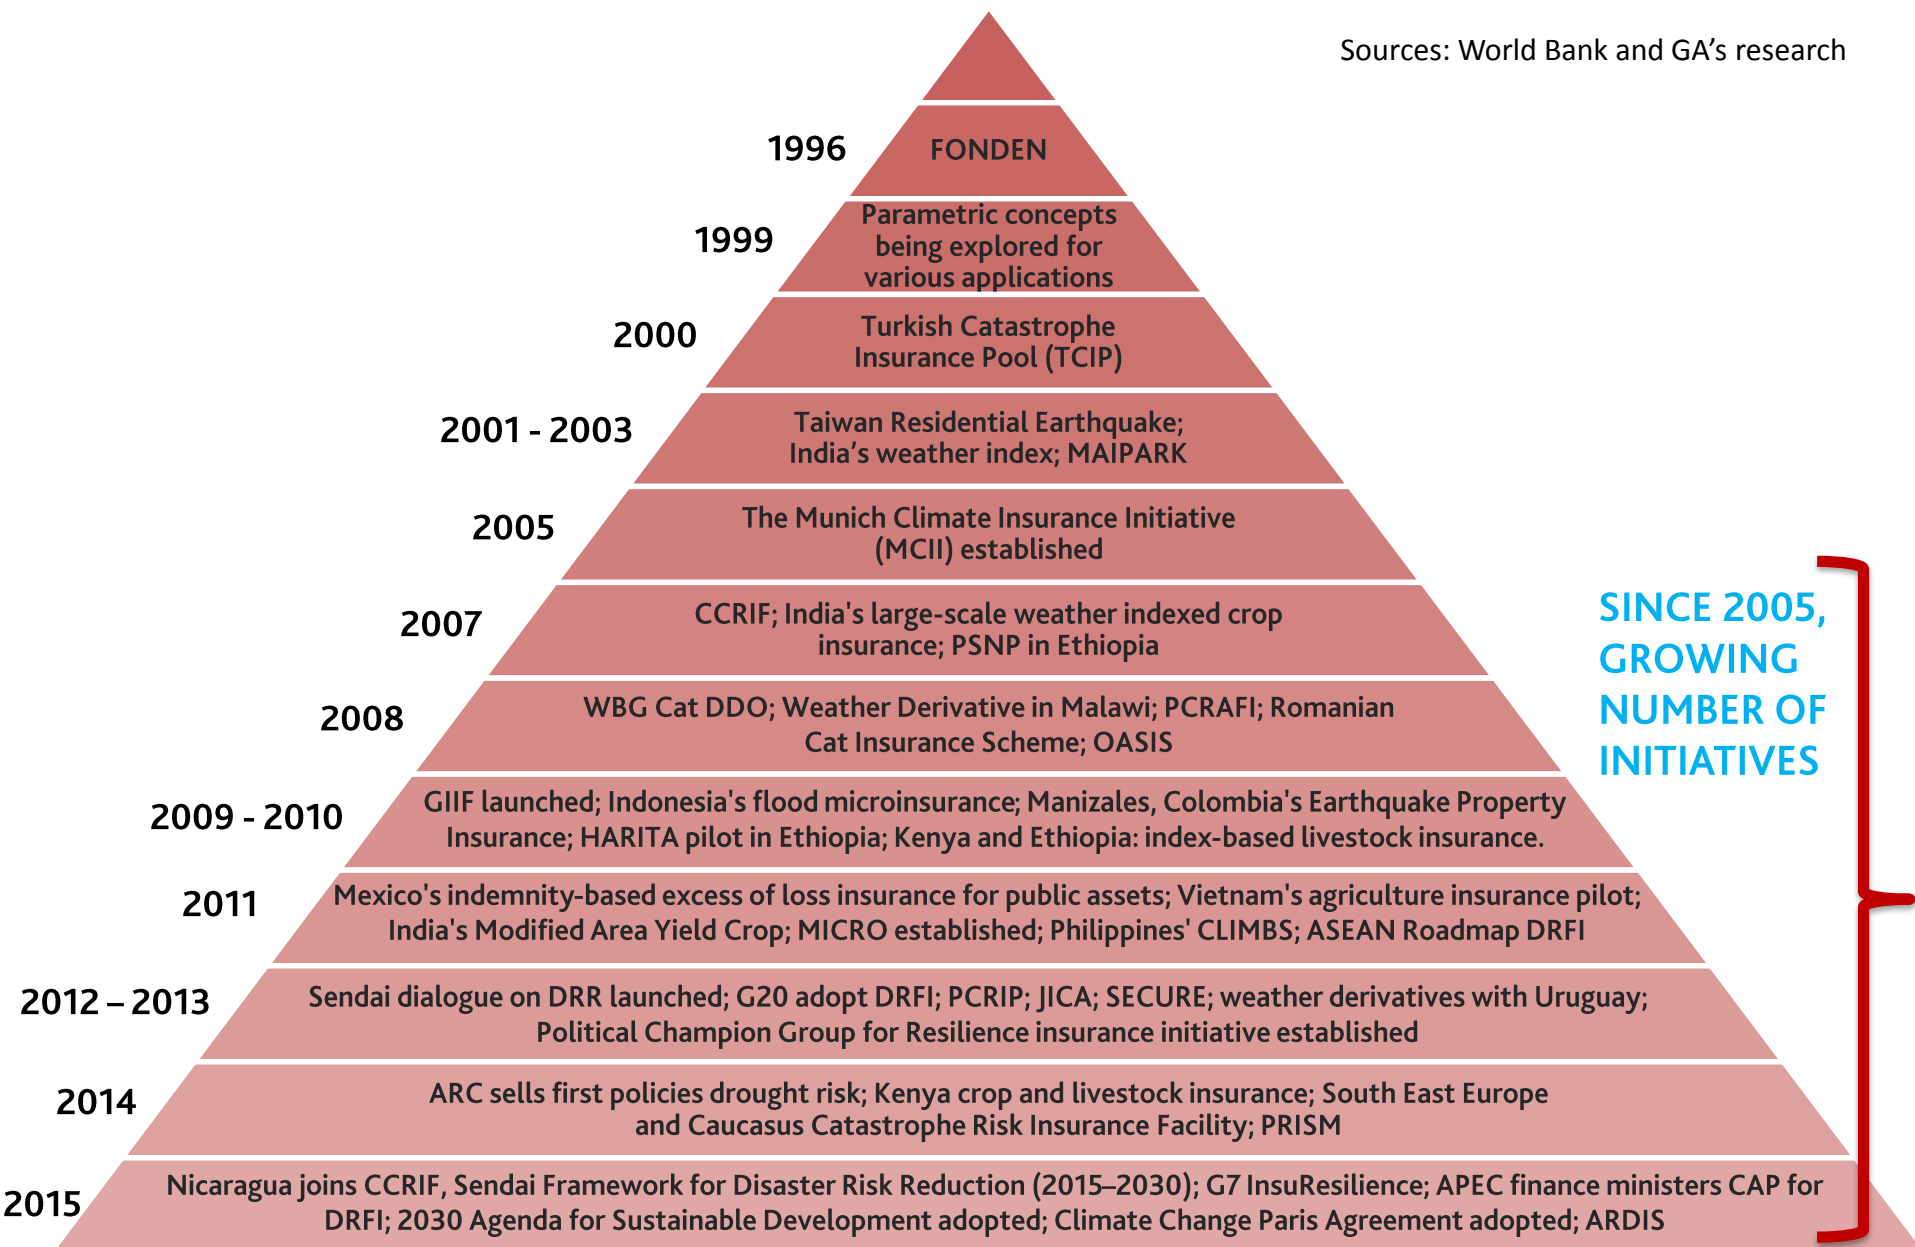 Sources: World Bank and GA’s research
1996
FONDEN
1999
Parametric concepts
being explored for
various applications
2000
Turkish Catastrophe
Insurance Pool (TCIP)
2001 - 2003
Taiwan Residential Earthquake;
India’s weather index; MAIPARK
2005
The Munich Climate Insurance Initiative
(MCII) established
2007
CCRIF; India's large-scale weather indexed crop
insurance; PSNP in Ethiopia
2008
WBG Cat DDO; Weather Derivative in Malawi; PCRAFI; Romanian
Cat Insurance Scheme; OASIS
2009 - 2010
GIIF launched; Indonesia's flood microinsurance; Manizales, Colombia's Earthquake Property
Insurance; HARITA pilot in Ethiopia; Kenya and Ethiopia: index-based livestock insurance.
2011
Mexico's indemnity-based excess of loss insurance for public assets; Vietnam's agriculture insurance pilot;
India's Modified Area Yield Crop; MICRO established; Philippines' CLIMBS; ASEAN Roadmap DRFI
2012 – 2013
Sendai dialogue on DRR launched; G20 adopt DRFI; PCRIP; JICA; SECURE; weather derivatives with Uruguay;
Political Champion Group for Resilience insurance initiative established
2014
ARC sells first policies drought risk; Kenya crop and livestock insurance; South East Europe
and Caucasus Catastrophe Risk Insurance Facility; PRISM
2015
Nicaragua joins CCRIF, Sendai Framework for Disaster Risk Reduction (2015–2030); G7 InsuResilience; APEC finance ministers CAP for
DRFI; 2030 Agenda for Sustainable Development adopted; Climate Change Paris Agreement adopted; ARDIS
SINCE 2005,
GROWING
NUMBER OF
INITIATIVES